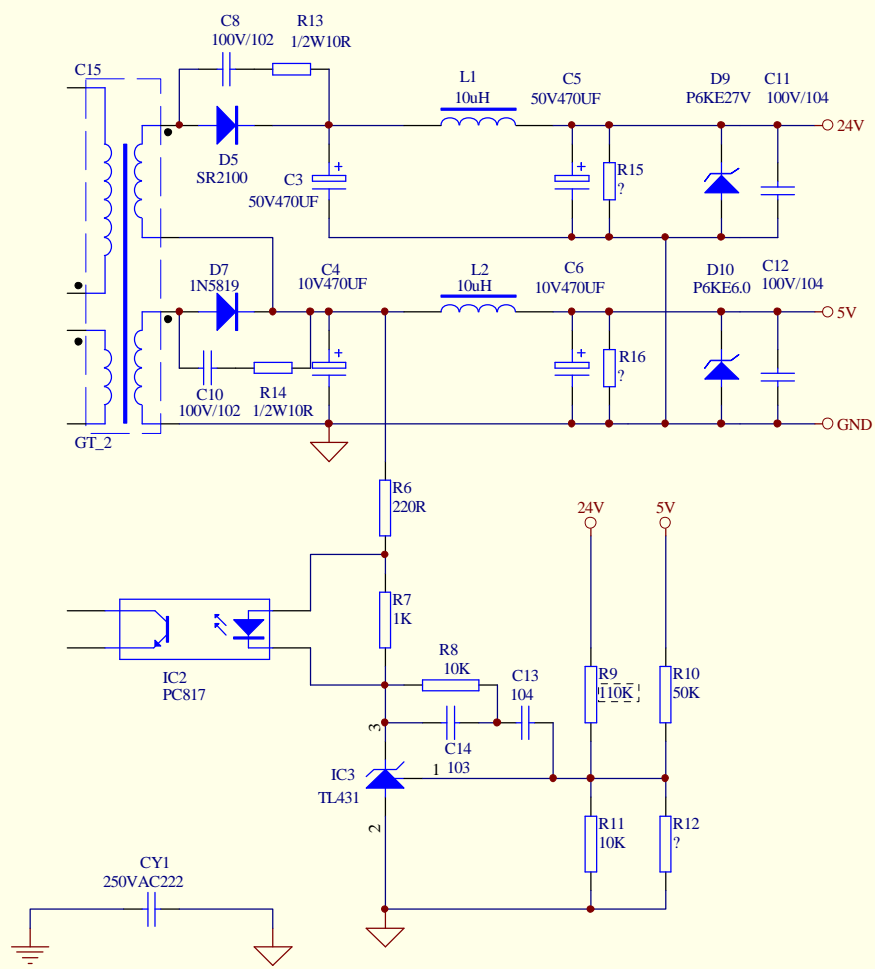 C8
100V/102
R13
1/2W10R
C15
L1
10uH
C5
50V470UF
D9
P6KE27V
C11
100V/104
24V
D5
SR2100
C3
50V470UF
+
+
R15
?
D7
1N5819
C4
10V470UF
L2
10uH
C6
10V470UF
D10
P6KE6.0
C12
100V/104
5V
+
+
R16
?
C10
100V/102
R14
1/2W10R
GT_2
GND
R6
220R
24V
5V
R7
1K
IC2
PC817
R8
10K
C13
104
R9
110K
R10
50K
3
C14
103
IC3
TL431
1
2
R11
10K
R12
?
CY1
250VAC222